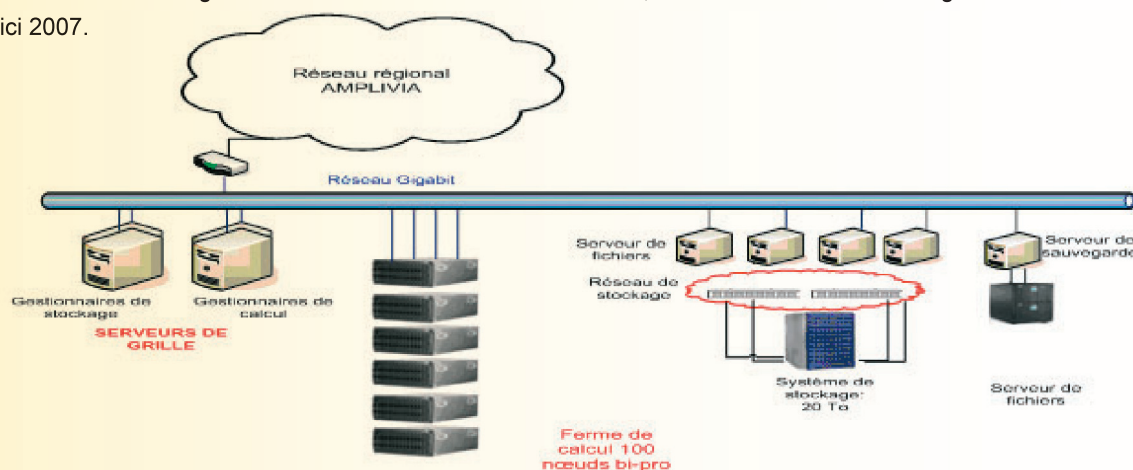 ici 2007.
Réseau régional
AMPLIVIA
Réseau Gigabit
Gestionnaires de
stockage
Gestionnaires de
calcul
SERVEURS DE
GRILLE
Serveur de
fichiers
Réseau de
stockage
Système de
stockage:
20 To
Serveur de
sauvegarde
Serveur de
fichiers
Ferme de
calcul 100
nœuds bi-pro